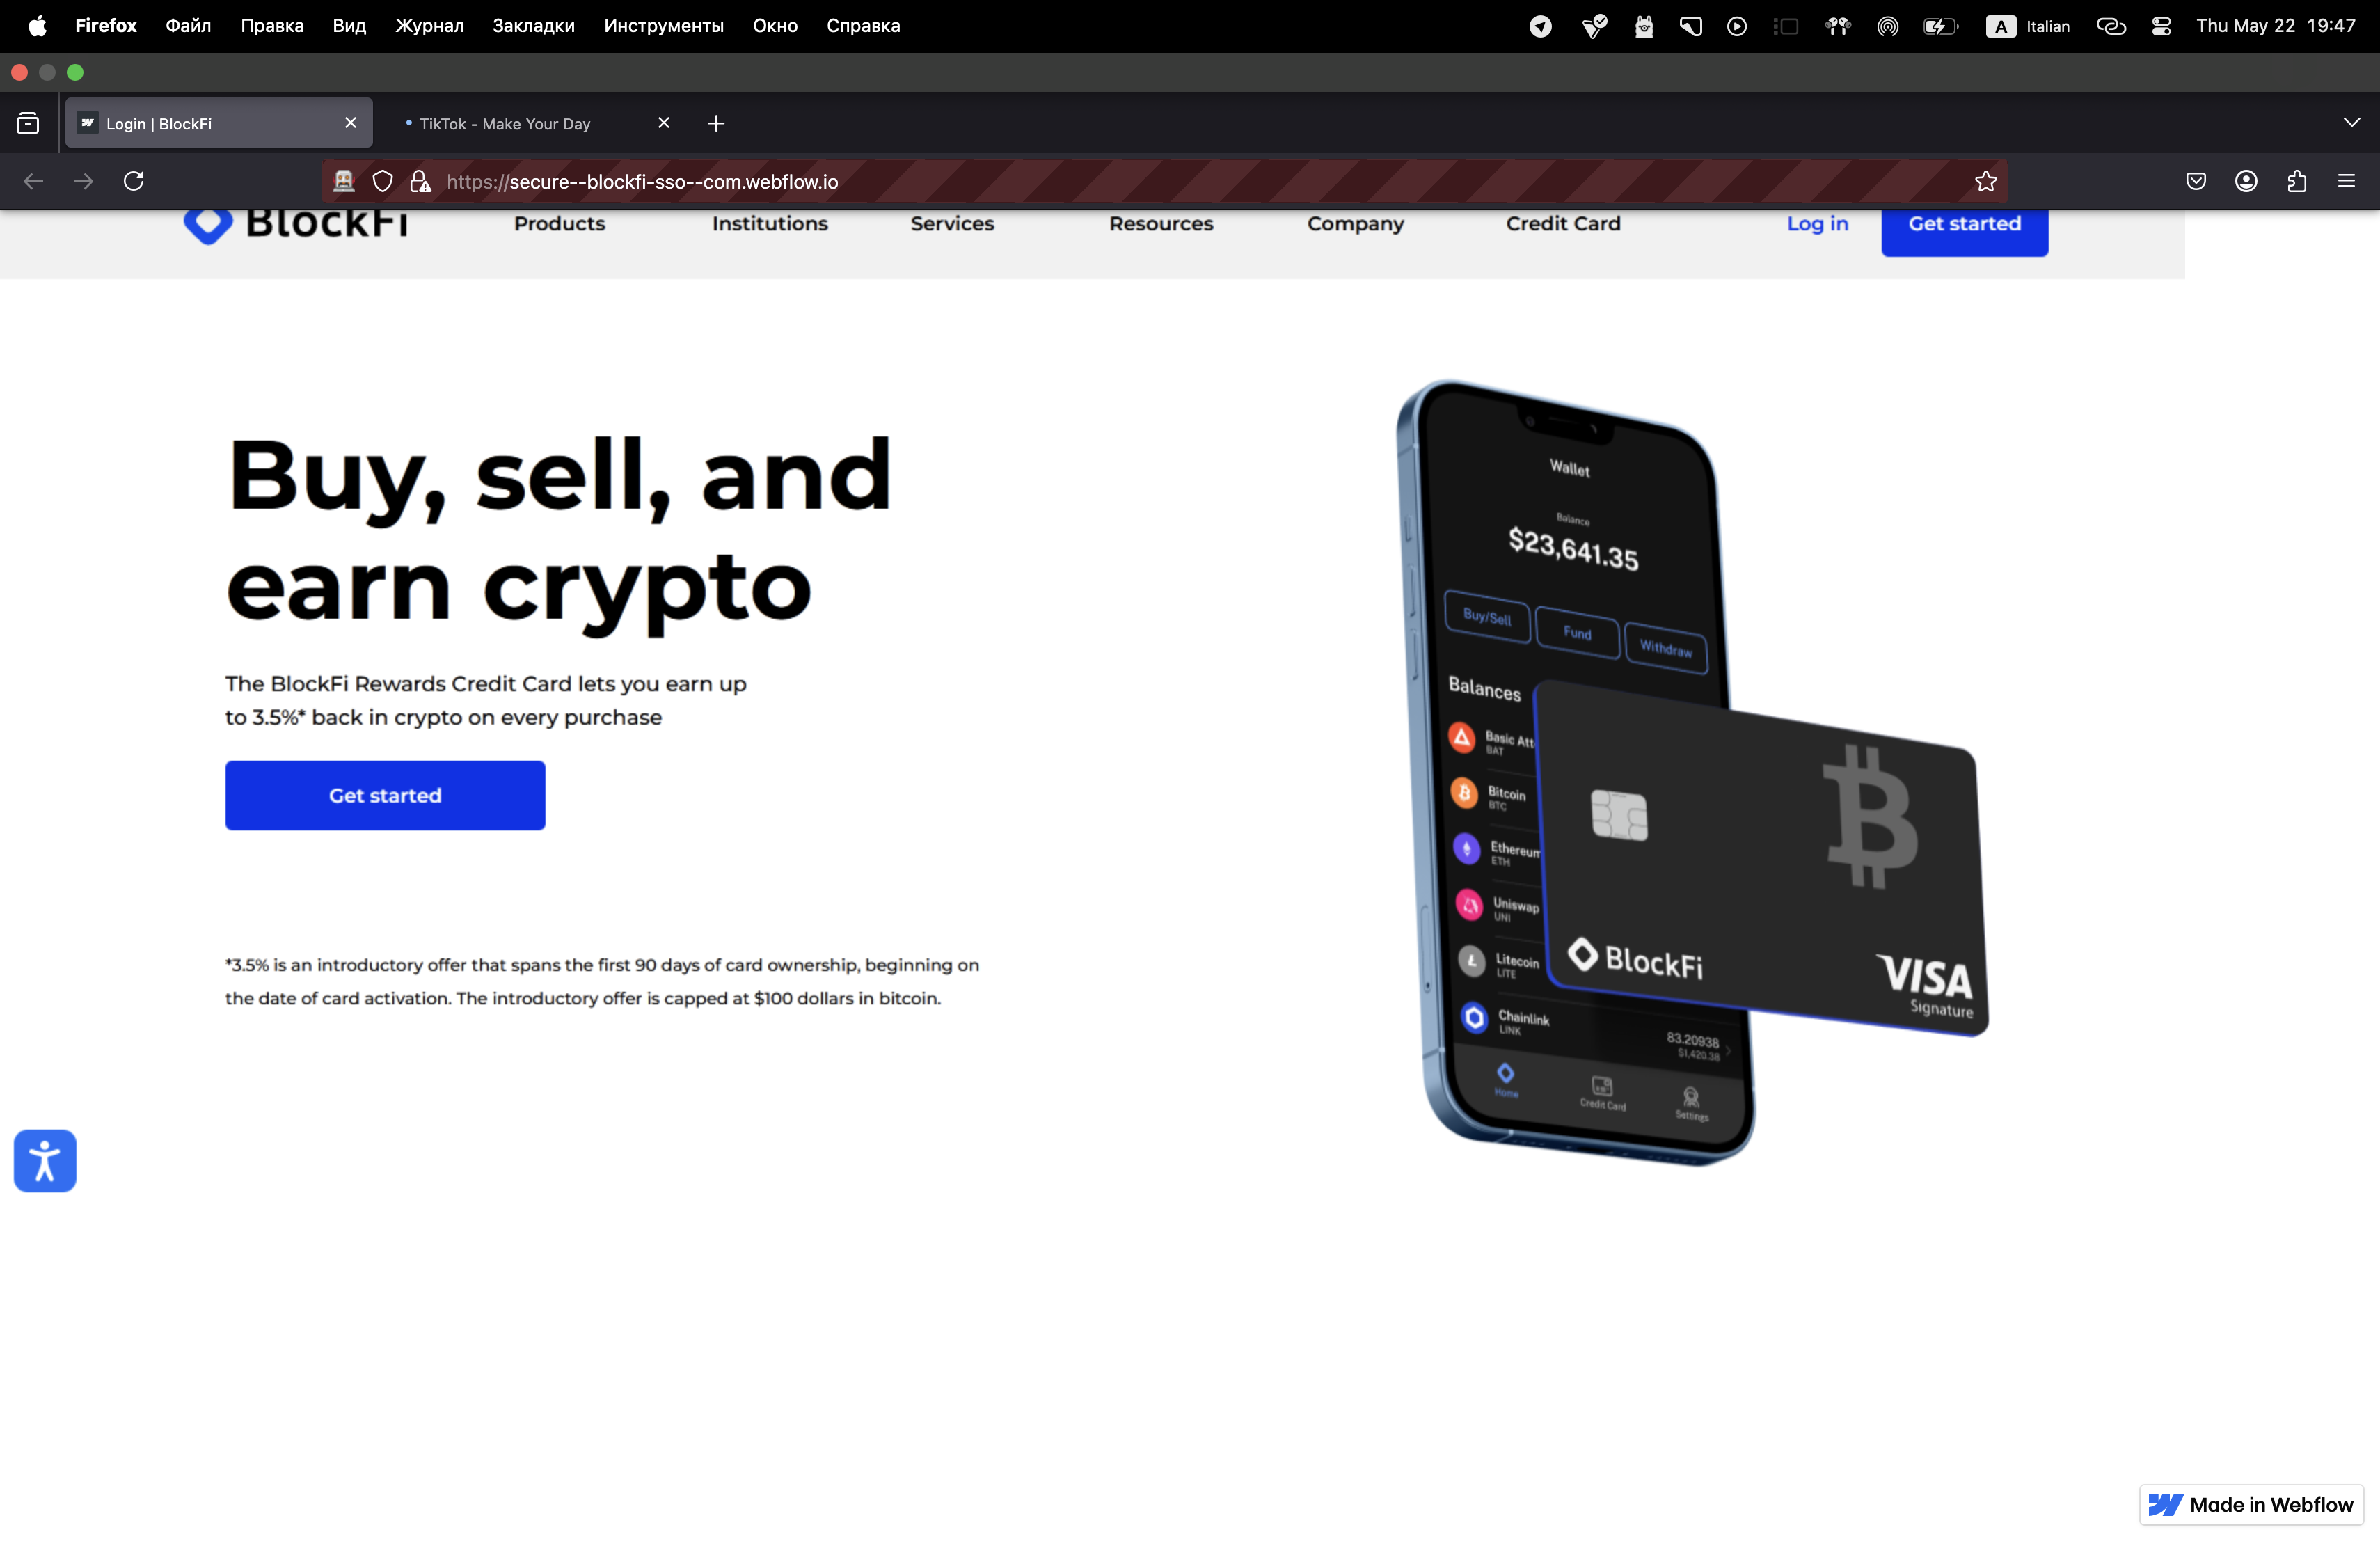 Firefox Файл Правка Вид Журнал Закладки Инструменты Окно Справка A Italian Thu May 22 19:47
Login | BlockFi TikTok - Make Your Day
https://secure--blockfi-sso--com.webflow.io
BlockFi Products Institutions Services Resources Company Credit Card Log in Get started
Buy, sell, and
earn crypto
The BlockFi Rewards Credit Card lets you earn up
to 3.5%* back in crypto on every purchase
Get started
*3.5% is an introductory offer that spans the first 90 days of card ownership, beginning on
the date of card activation. The introductory offer is capped at $100 dollars in bitcoin.
Wallet
Balance
$23,641.35
Buy/Sell Fund Withdraw
Balances
Basic Att
BAT
Bitcoin
BTC
Ethereum
ETH
Uniswap
UNI
Litecoin
LITE
Chainlink
LINK
83.20938
$1,420.38
Home Credit Card Settings
BlockFi
VISA
Signature
Made in Webflow